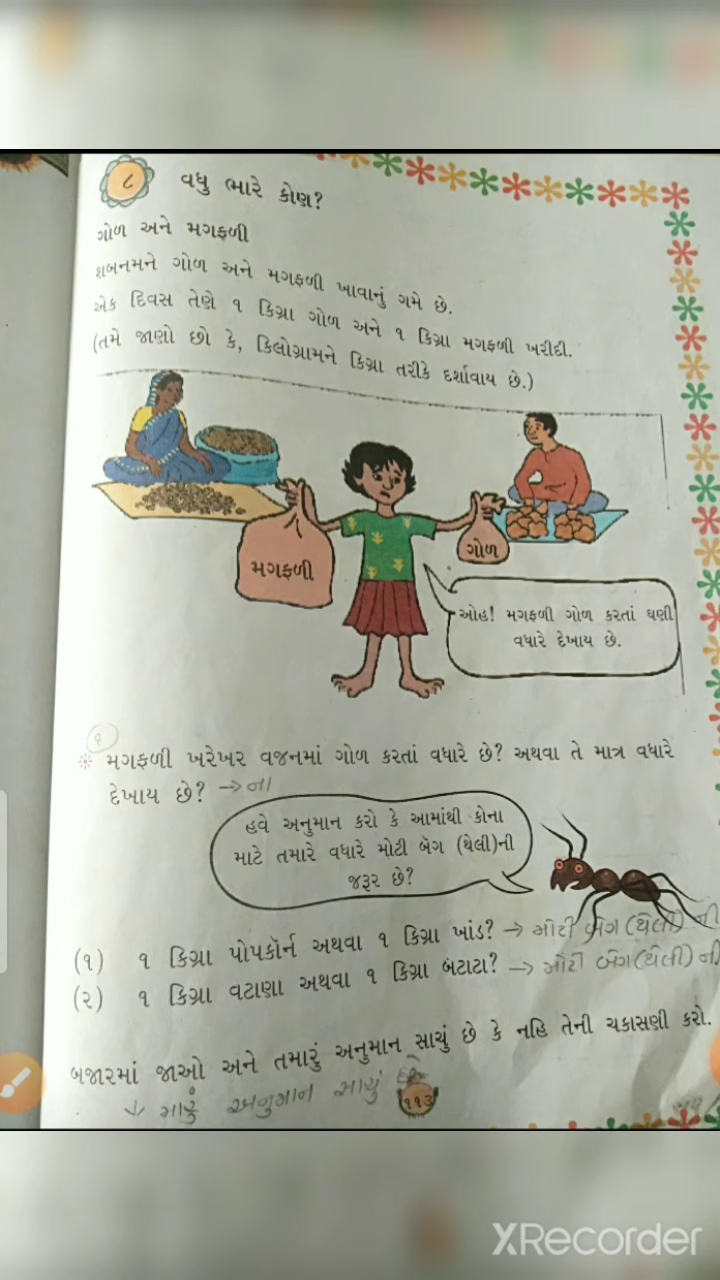 ૮ વધુ ભારે કોણ?
ગોળ અને મગફળી
શબનમને ગોળ અને મગફળી ખાવાનું ગમે છે.
એક દિવસ તેણે ૧ કિગ્રા ગોળ અને ૧ કિગ્રા મગફળી ખરીદી.
(તમે જાણો છો કે, કિલોગ્રામને કિગ્રા તરીકે દર્શાવાય છે.)
મગફળી
ગોળ
ઓહ! મગફળી ગોળ કરતાં ઘણી
વધારે દેખાય છે.
૧
મગફળી ખરેખર વજનમાં ગોળ કરતાં વધારે છે? અથવા તે માત્ર વધારે
દેખાય છે? → ના
હવે અનુમાન કરો કે આમાંથી કોના
માટે તમારે વધારે મોટી બૅગ (થેલી)ની
જરૂર છે?
(૧) ૧ કિગ્રા પોપકૉર્ન અથવા ૧ કિગ્રા ખાંડ? → મોટી બેગ (થેલી) ની
(૨) ૧ કિગ્રા વટાણા અથવા ૧ કિગ્રા બટાટા? → મોટી બેગ (થેલી) ની
બજારમાં જાઓ અને તમારું અનુમાન સાચું છે કે નહિ તેની ચકાસણી કરો.
↓ મારું અનુમાન સાચું છે.
૧૧૩
XRecorder